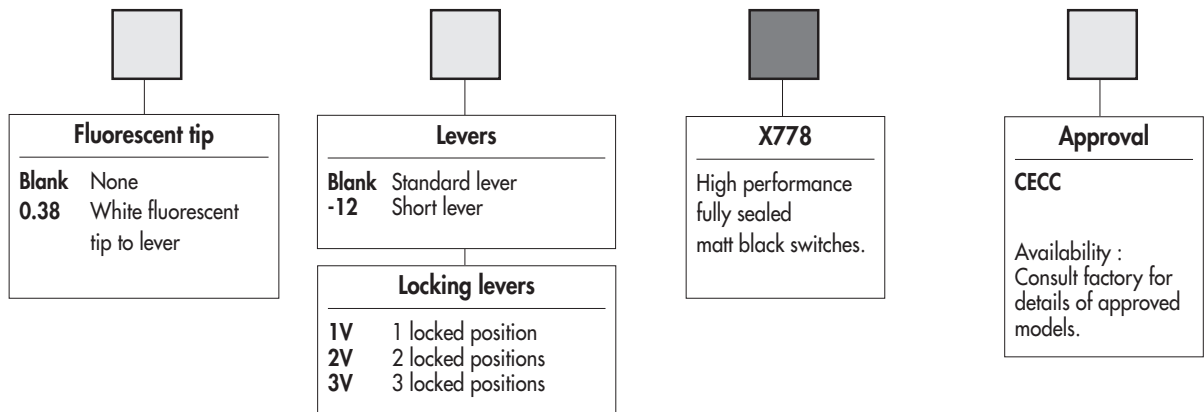 Fluorescent tip
Blank None
0.38 White fluorescent
tip to lever
Levers
Blank Standard lever
-12 Short lever
Locking levers
1V 1 locked position
2V 2 locked positions
3V 3 locked positions
X778
High performance
fully sealed
matt black switches.
Approval
CECC
Availability :
Consult factory for
details of approved
models.